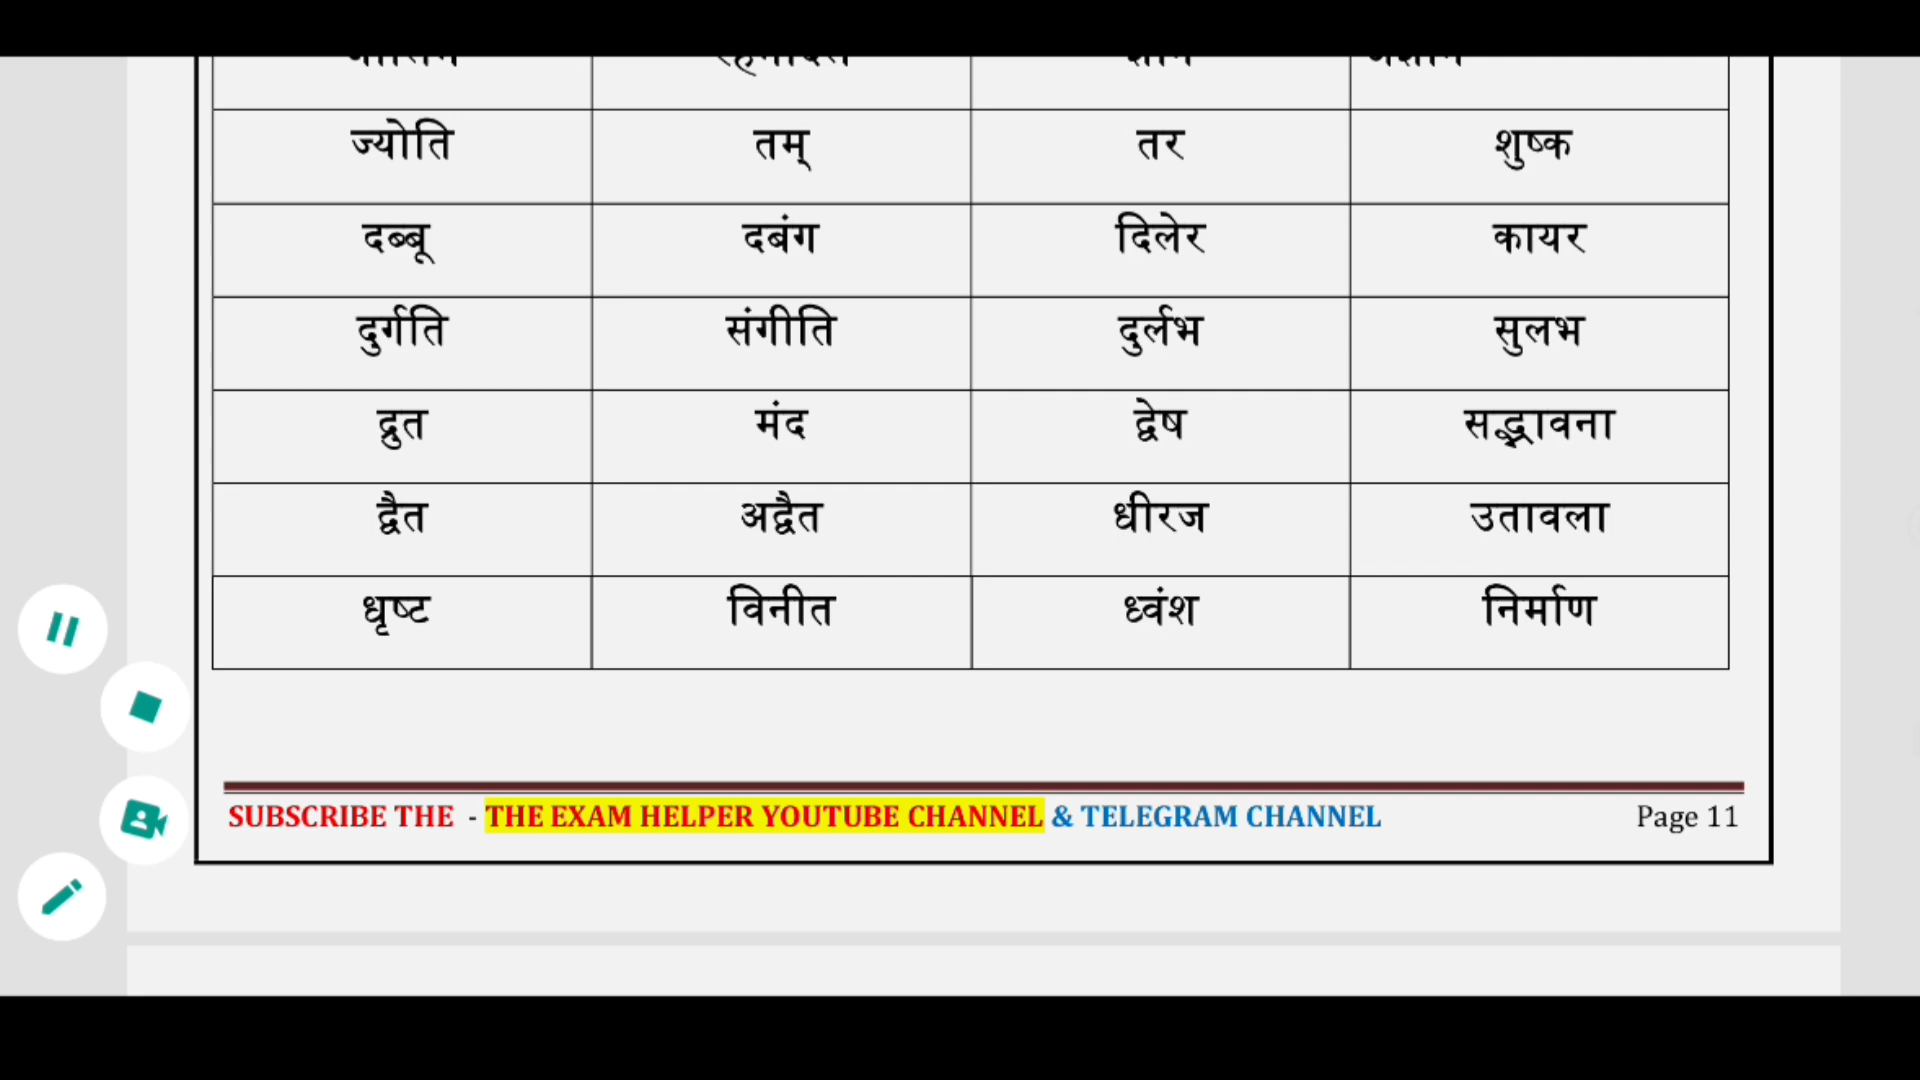 ज्योति तम् तर शुष्क
दब्बू दबंग दिलेर कायर
दुर्गति संगीति दुर्लभ सुलभ
द्रुत मंद द्वेष सद्भावना
द्वैत अद्वैत धीरज उतावला
धृष्ट विनीत ध्वंश निर्माण
SUBSCRIBE THE - THE EXAM HELPER YOUTUBE CHANNEL & TELEGRAM CHANNEL Page 11